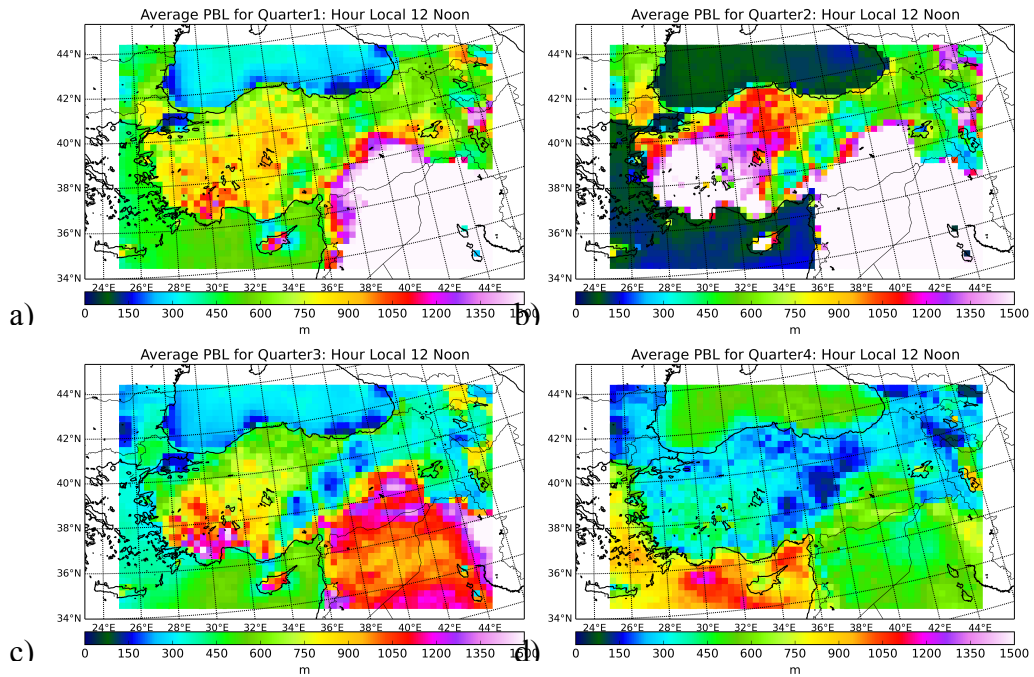 Average PBL for Quarter1: Hour Local 12 Noon
44°N
42°N
40°N
38°N
36°N
34°N
24°E 26°E 28°E 30°E 32°E 34°E 36°E 38°E 40°E 42°E 44°E
0 150 300 450 600 750 900 1050 1200 1350 1500
m
a)
Average PBL for Quarter2: Hour Local 12 Noon
44°N
42°N
40°N
38°N
36°N
34°N
24°E 26°E 28°E 30°E 32°E 34°E 36°E 38°E 40°E 42°E 44°E
0 150 300 450 600 750 900 1050 1200 1350 1500
m
b)
Average PBL for Quarter3: Hour Local 12 Noon
44°N
42°N
40°N
38°N
36°N
34°N
26°E 28°E 30°E 32°E 34°E 36°E 38°E 40°E 42°E 44°E
0 150 300 450 600 750 900 1050 1200 1350 1500
m
c)
Average PBL for Quarter4: Hour Local 12 Noon
44°N
42°N
40°N
38°N
36°N
34°N
26°E 28°E 30°E 32°E 34°E 36°E 38°E 40°E 42°E 44°E
0 150 300 450 600 750 900 1050 1200 1350 1500
m
d)